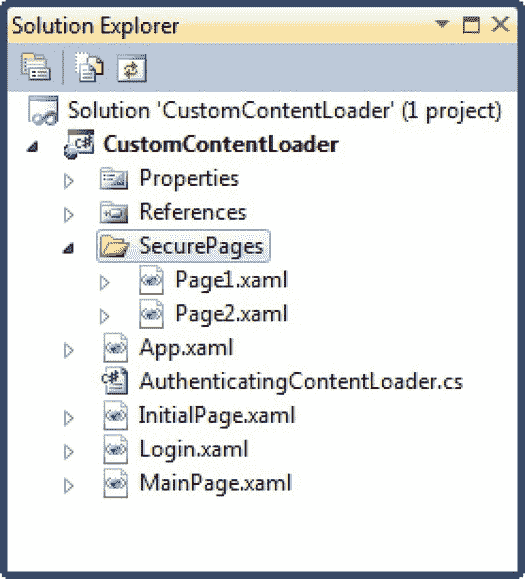 Solution Explorer
Solution 'CustomContentLoader' (1 project)
CustomContentLoader
Properties
References
SecurePages
Page1.xaml
Page2.xaml
App.xaml
AuthenticatingContentLoader.cs
InitialPage.xaml
Login.xaml
MainPage.xaml